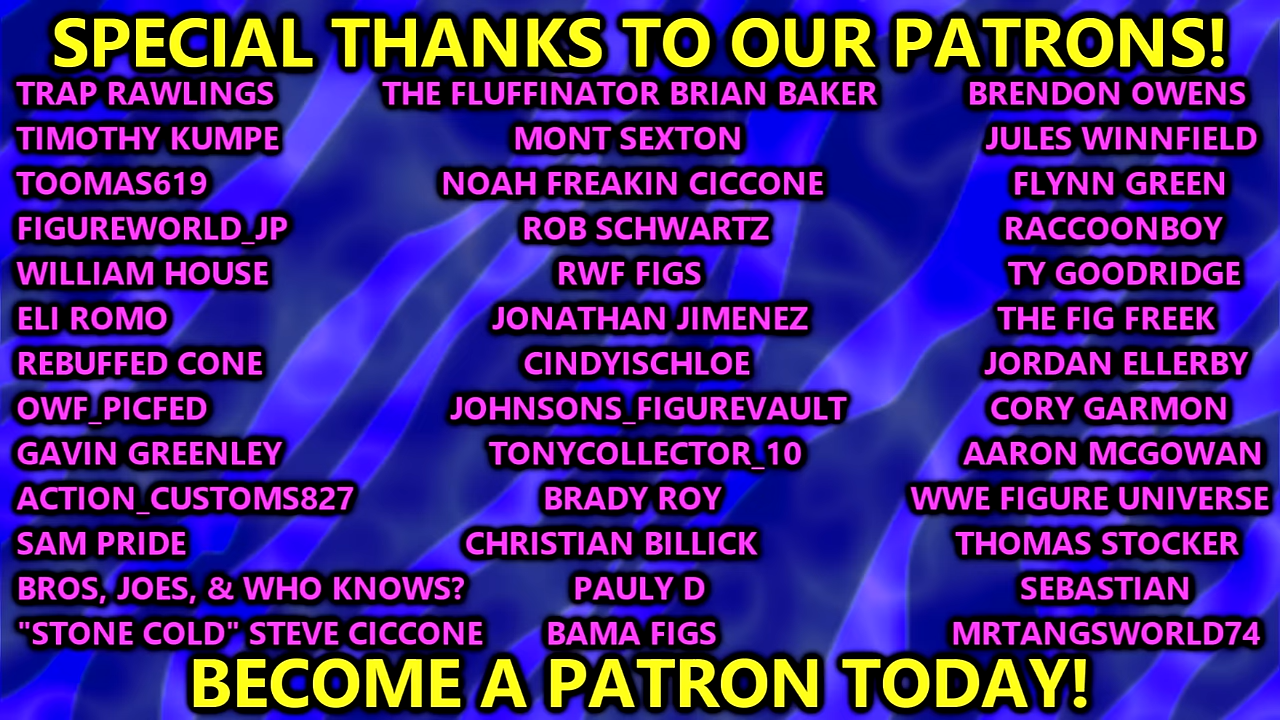 SPECIAL THANKS TO OUR PATRONS!
TRAP RAWLINGS
TIMOTHY KUMPE
TOOMAS619
FIGUREWORLD_JP
WILLIAM HOUSE
ELI ROMO
REBUFFED CONE
OWF_PICFED
GAVIN GREENLEY
ACTION_CUSTOMS827
SAM PRIDE
BROS, JOES, & WHO KNOWS?
"STONE COLD" STEVE CICCONE
THE FLUFFINATOR BRIAN BAKER
MONT SEXTON
NOAH FREAKIN CICCONE
ROB SCHWARTZ
RWF FIGS
JONATHAN JIMENEZ
CINDYISCHLOE
JOHNSONS_FIGUREVAULT
TONYCOLLECTOR_10
BRADY ROY
CHRISTIAN BILLICK
PAULY D
BAMA FIGS
BRENDON OWENS
JULES WINNFIELD
FLYNN GREEN
RACCOONBOY
TY GOODRIDGE
THE FIG FREEK
JORDAN ELLERBY
CORY GARMON
AARON MCGOWAN
WWE FIGURE UNIVERSE
THOMAS STOCKER
SEBASTIAN
MRTANGSWORLD74
BECOME A PATRON TODAY!